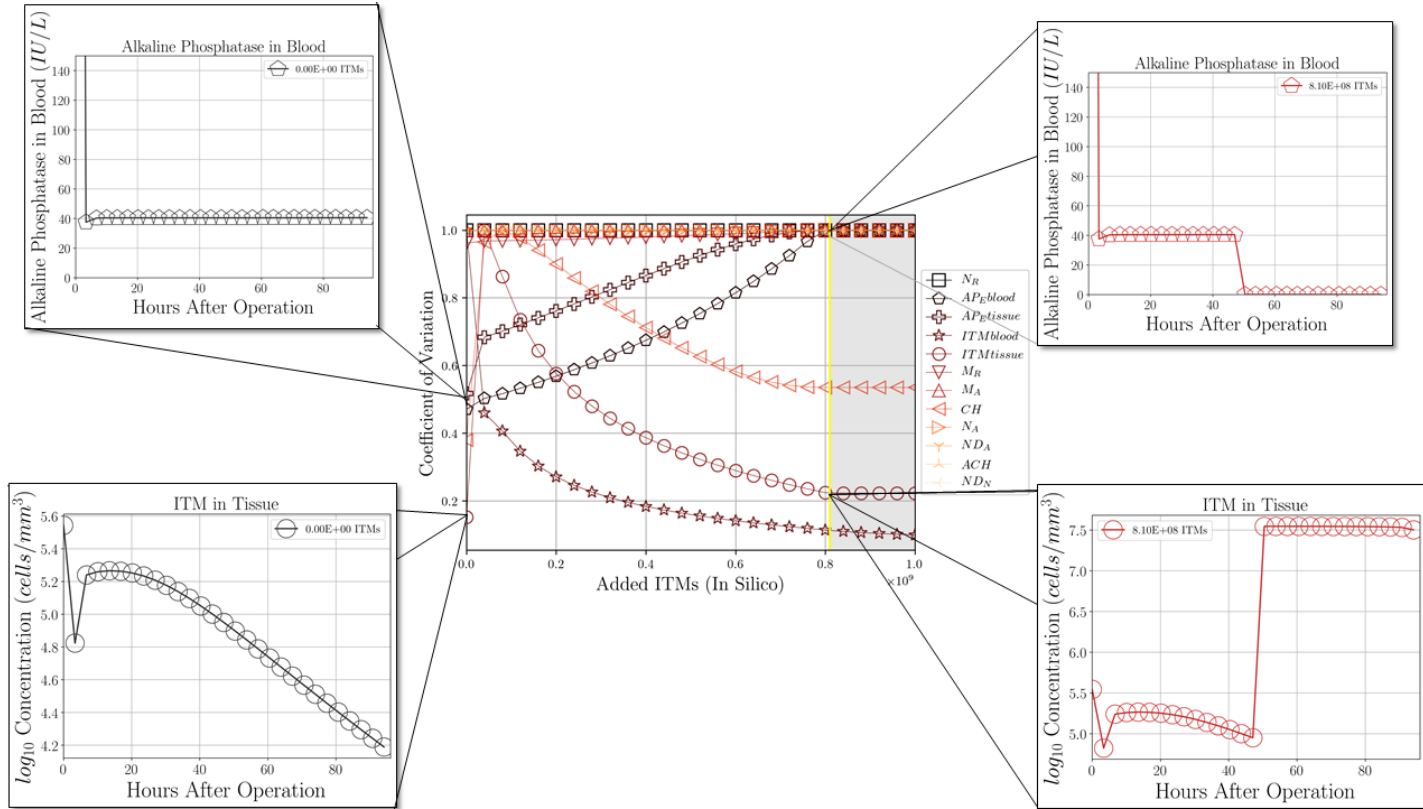 Alkaline Phosphatase in Blood
Alkaline Phosphatase in Blood (IU/L)
140
120
100
80
60
40
20
0
0.00E+00 ITMs
0 20 40 60 80
Hours After Operation
Alkaline Phosphatase in Blood
Alkaline Phosphatase in Blood (IU/L)
140
120
100
80
60
40
20
0
8.10E+08 ITMs
0 20 40 60 80
Hours After Operation
Coefficient of Variation
1.0
0.8
0.6
0.4
0.2
0.0 0.2 0.4 0.6 0.8 1.0
×10⁹
Added ITMs (In Silico)
N_R
AP_Eblood
AP_Etissue
ITMblood
ITMtissue
M_R
M_A
CH
N_A
ND_A
ACH
ND_N
ITM in Tissue
log₁₀ Concentration (cells/mm³)
5.6
5.4
5.2
5.0
4.8
4.6
4.4
4.2
0.00E+00 ITMs
0 20 40 60 80
Hours After Operation
ITM in Tissue
log₁₀ Concentration (cells/mm³)
7.5
7.0
6.5
6.0
5.5
5.0
8.10E+08 ITMs
0 20 40 60 80
Hours After Operation